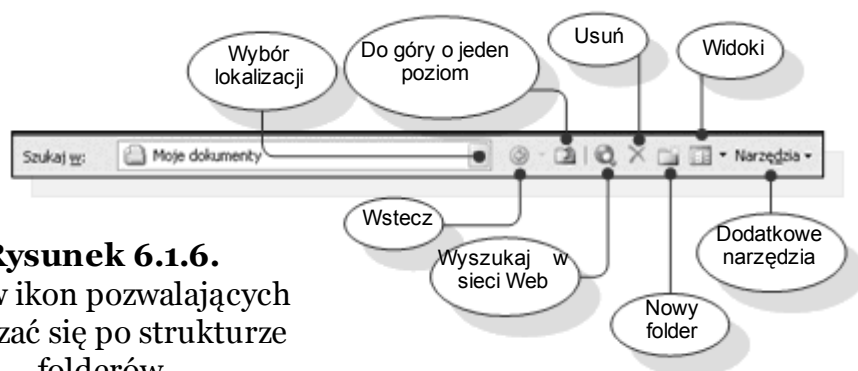 Wybór
lokalizacji
Do góry o jeden
poziom
Usuń
Widoki
Szukaj w:
Moje dokumenty
Narzędzia
Wstecz
Wyszukaj w
sieci Web
Nowy
folder
Dodatkowe
narzędzia
Rysunek 6.1.6.
w ikon pozwalających
zać się po strukturze
folderów